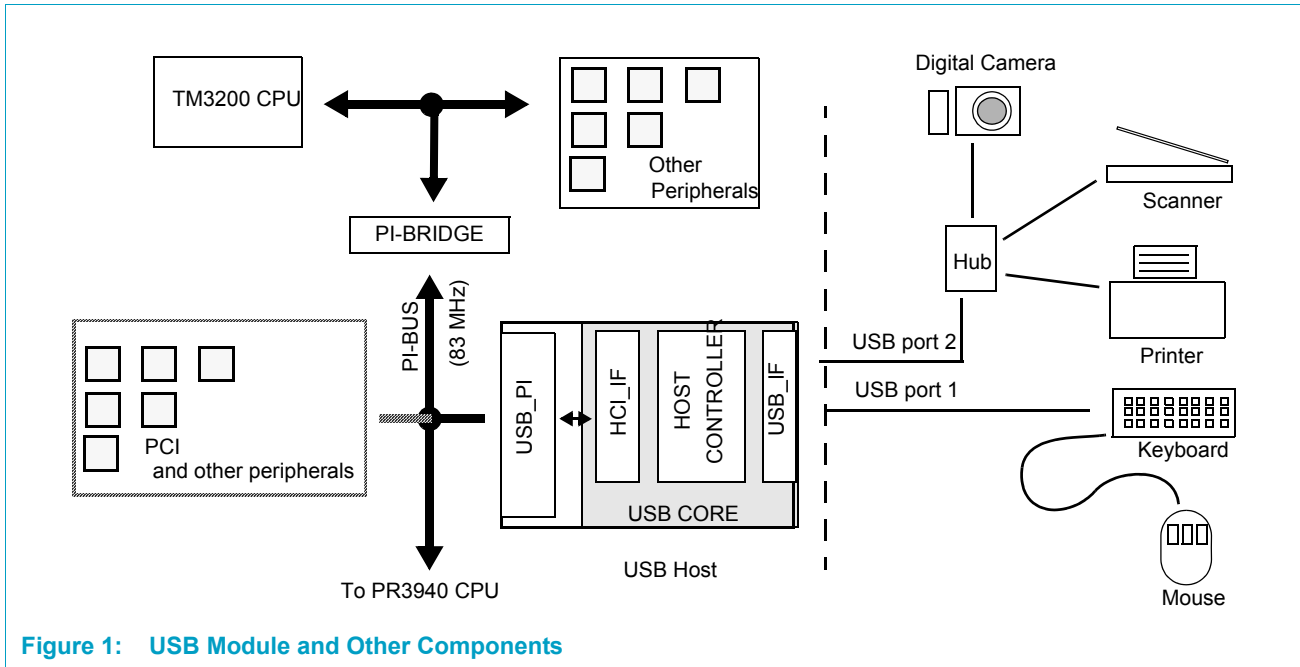 TM3200 CPU
Other
Peripherals
PI-BRIDGE
PI-BUS
(83 MHz)
PCI
and other peripherals
To PR3940 CPU
USB_PI
HCI_IF
HOST
CONTROLLER
USB_IF
USB CORE
USB Host
Digital Camera
Scanner
Hub
Printer
USB port 2
USB port 1
Keyboard
Mouse
Figure 1: USB Module and Other Components